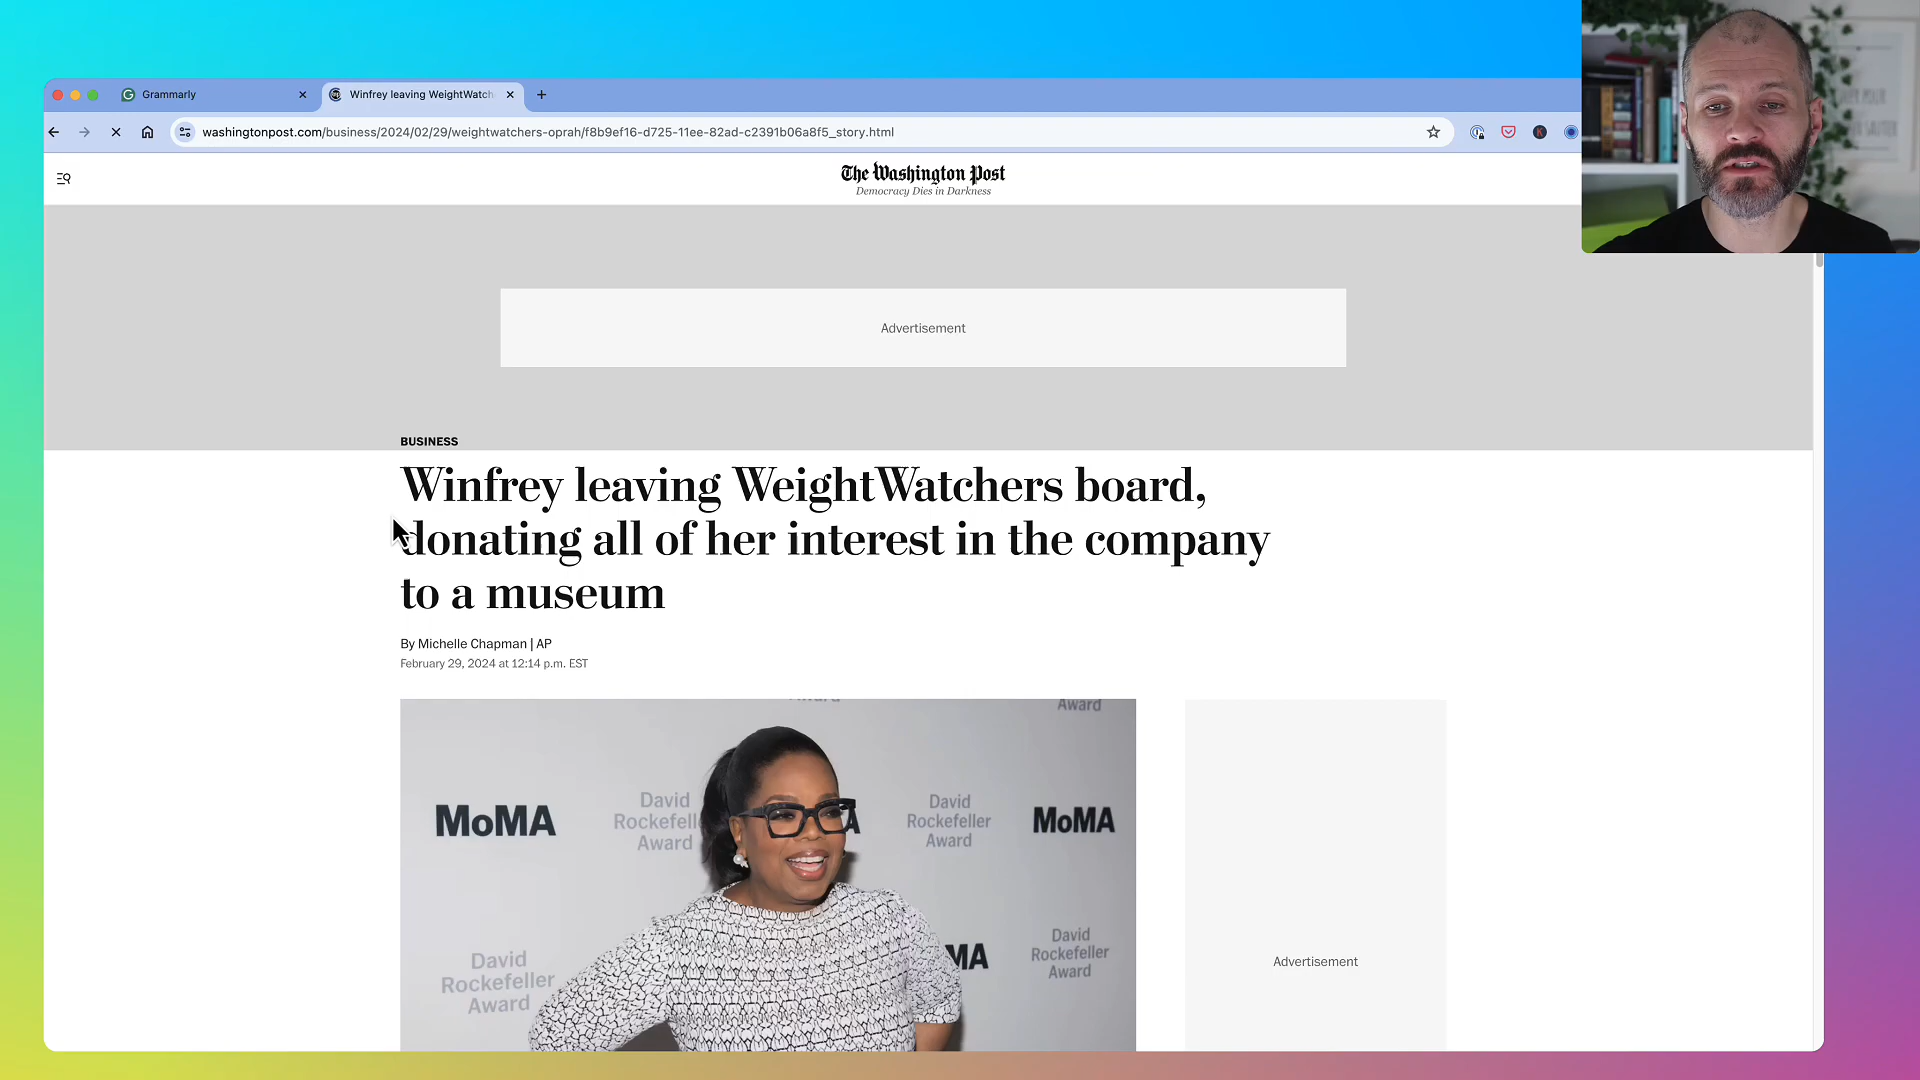 Grammarly
Winfrey leaving WeightWatch
washingtonpost.com/business/2024/02/29/weightwatchers-oprah/f8b9ef16-d725-11ee-82ad-c2391b06a8f5_story.html
The Washington Post
Democracy Dies in Darkness
Advertisement
BUSINESS
Winfrey leaving WeightWatchers board,
donating all of her interest in the company
to a museum
By Michelle Chapman | AP
February 29, 2024 at 12:14 p.m. EST
Award
Award
MoMA
David
Rockefell
Award
David
Rockefeller
Award
MoMA
David
Rockefeller
Award
MA
David
Rockefeller
Award
Advertisement